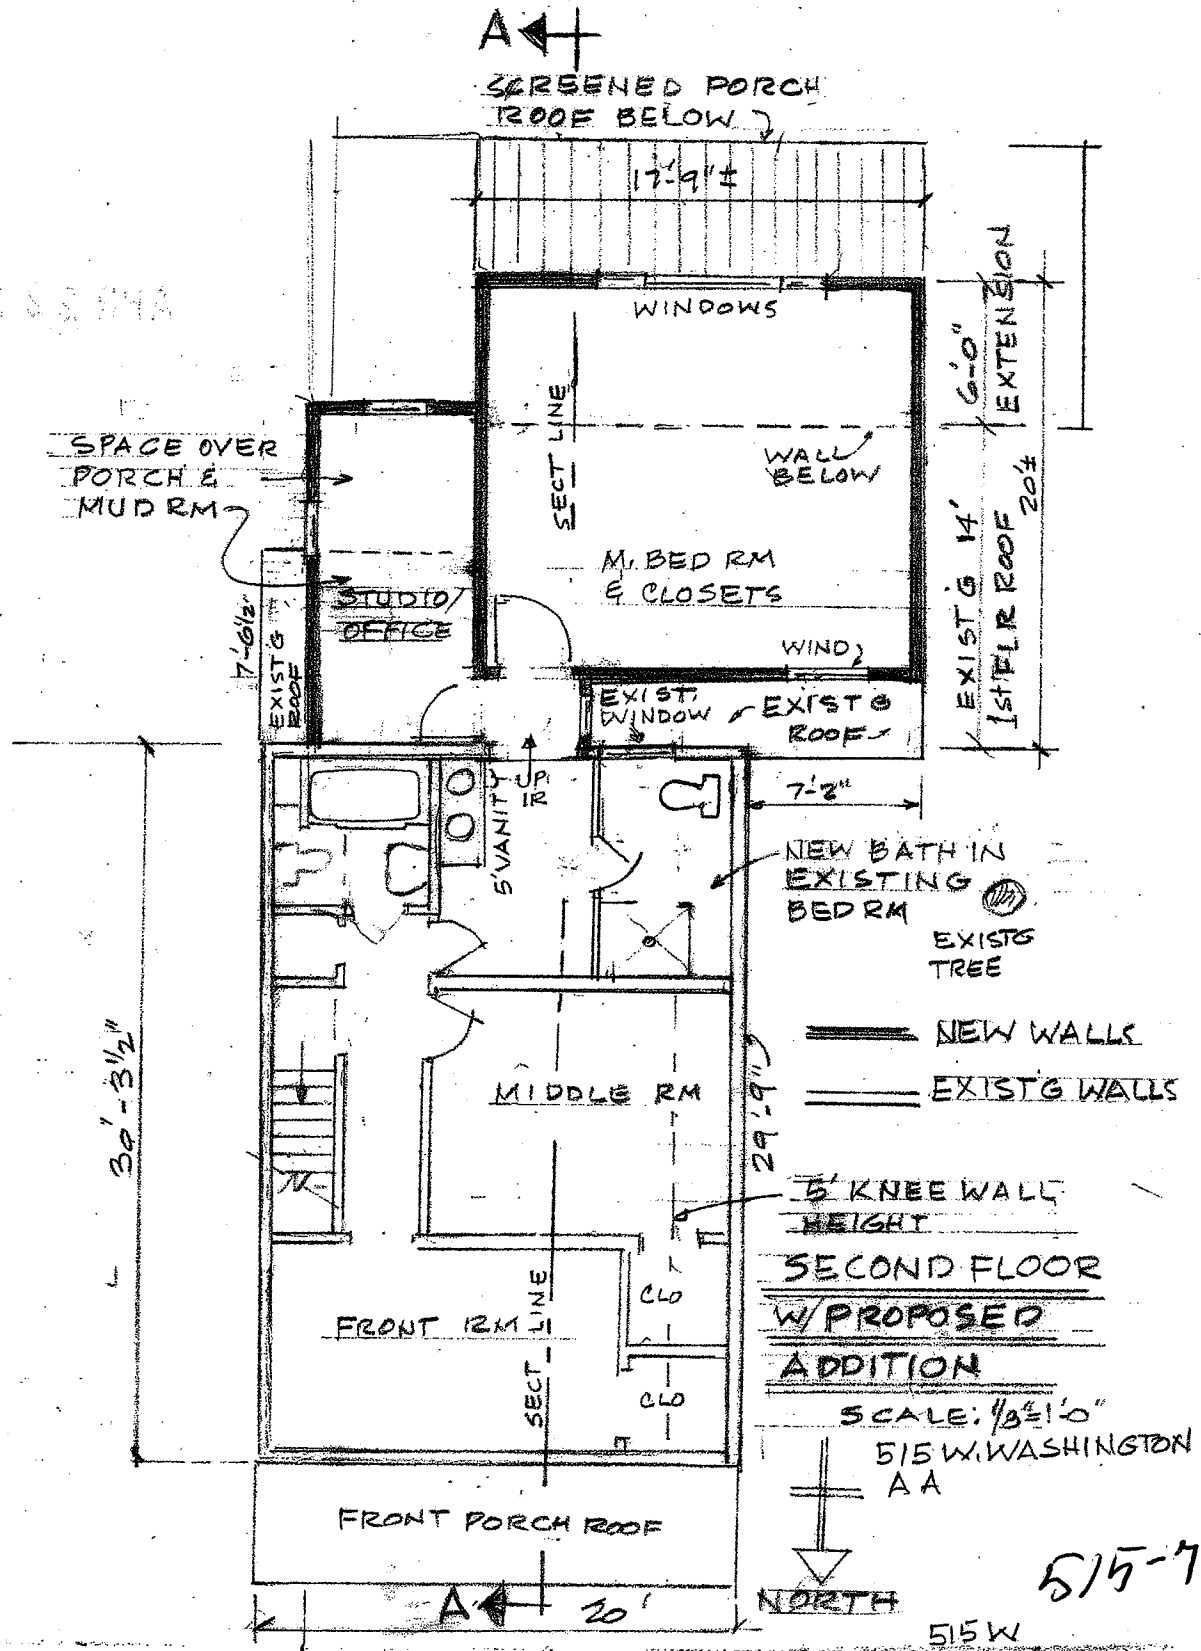 A
SCREENED PORCH
ROOF BELOW
17'-9"±
WINDOWS
6'-0"
EXTENSION
SECT LINE
WALL
BELOW
SPACE OVER
PORCH &
MUD RM
20'±
EXIST'G 14'
1st FLR ROOF
M. BED RM
& CLOSETS
STUDIO/
OFFICE
7'-6½"
EXIST'G
ROOF
WIND
EXIST.
WINDOW
EXIST'G
ROOF
UP
1R
5' VANITY
7'-2"
NEW BATH IN
EXISTING
BED RM
EXIST'G
TREE
NEW WALLS
EXIST'G WALLS
30'-3½"
MIDDLE RM
29'-9"
5' KNEE WALL
HEIGHT
SECOND FLOOR
W/ PROPOSED
ADDITION
SCALE: 1/8"=1'-0"
515 W. WASHINGTON
A A
CLO
FRONT RM
SECT LINE
CLO
FRONT PORCH ROOF
A
20'
NORTH
515-7
515 W